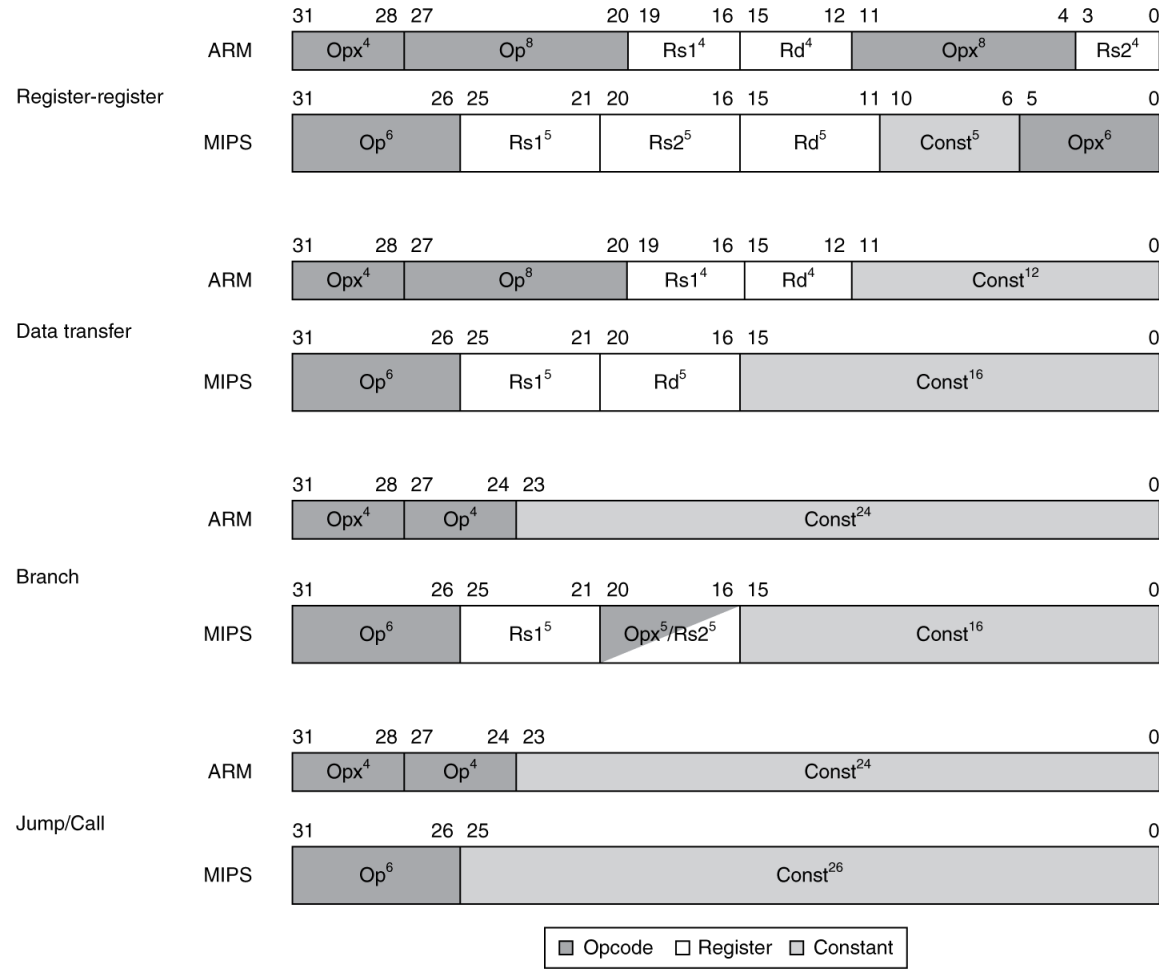 31 28 27 20 19 16 15 12 11 4 3 0
ARM Opx4 Op8 Rs14 Rd4 Opx8 Rs24
Register-register
31 26 25 21 20 16 15 11 10 6 5 0
MIPS Op6 Rs15 Rs25 Rd5 Const5 Opx6
31 28 27 20 19 16 15 12 11 0
ARM Opx4 Op8 Rs14 Rd4 Const12
Data transfer
31 26 25 21 20 16 15 0
MIPS Op6 Rs15 Rd5 Const16
31 28 27 24 23 0
ARM Opx4 Op4 Const24
Branch
31 26 25 21 20 16 15 0
MIPS Op6 Rs15 Opx5/Rs25 Const16
31 28 27 24 23 0
ARM Opx4 Op4 Const24
Jump/Call
31 26 25 0
MIPS Op6 Const26
Opcode Register Constant